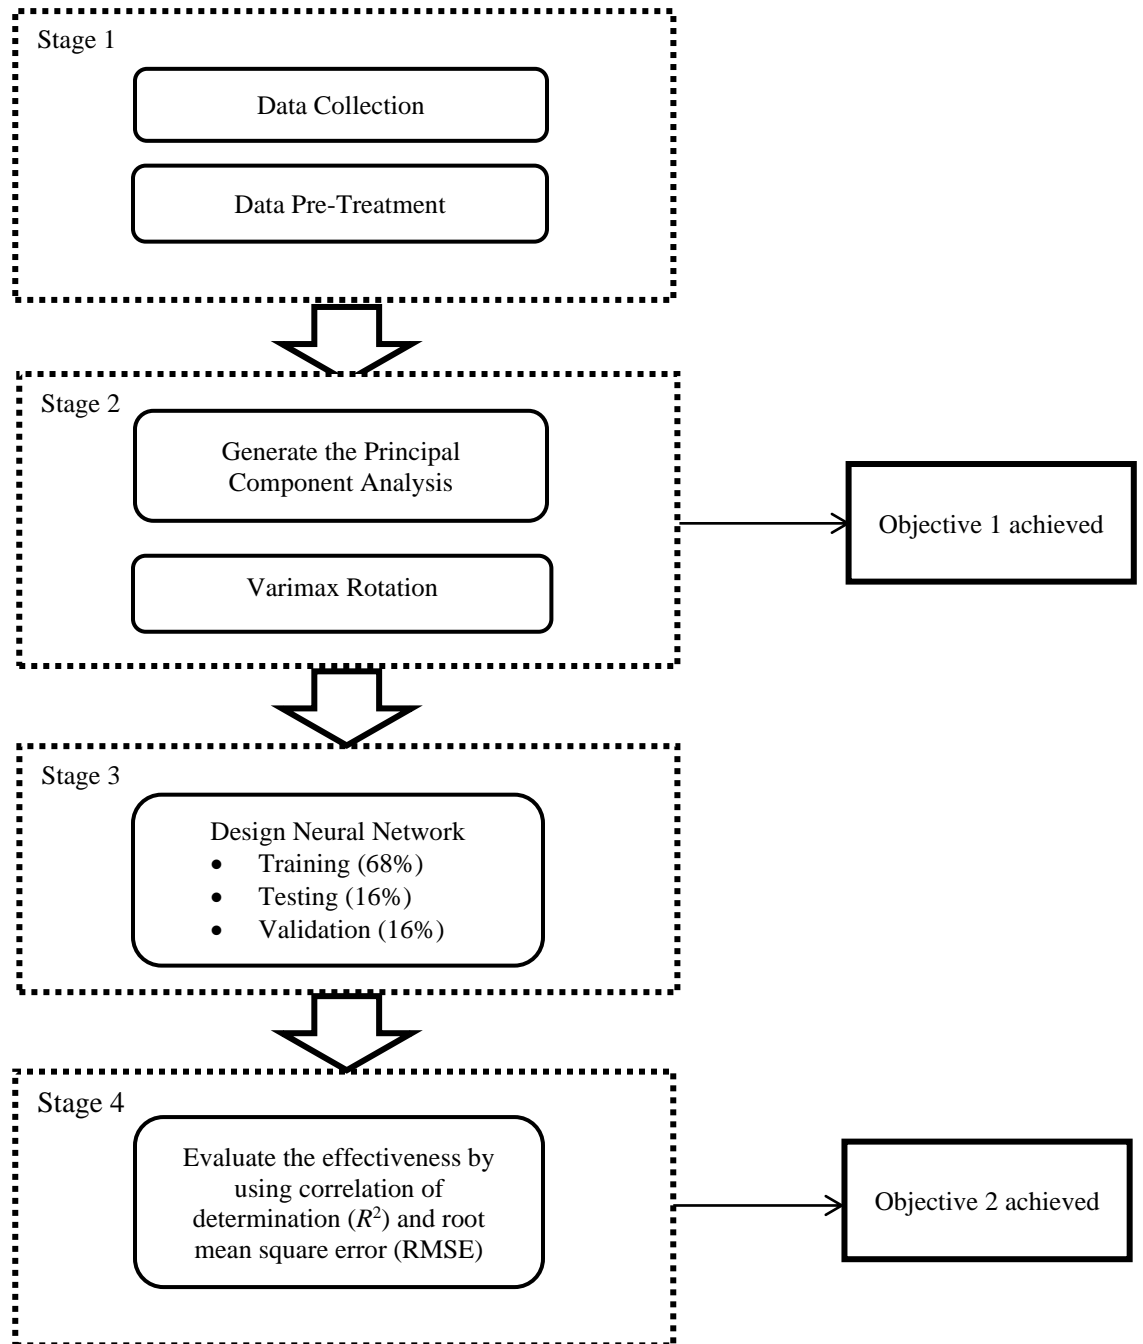 Stage 1
Data Collection
Data Pre-Treatment
Stage 2
Generate the Principal
Component Analysis
Objective 1 achieved
Varimax Rotation
Stage 3
Design Neural Network
• Training (68%)
• Testing (16%)
• Validation (16%)
Stage 4
Evaluate the effectiveness by
using correlation of
determination (R²) and root
mean square error (RMSE)
Objective 2 achieved